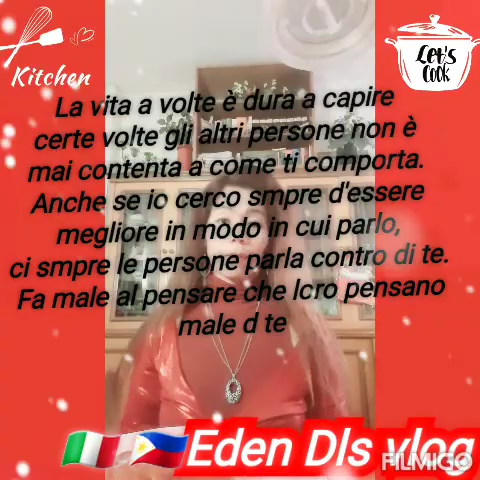 Kitchen
Let's
Cook
La vita a volte è dura a capire
certe volte gli altri persone non è
mai contenta a come ti comporta.
Anche se io cerco smpre d'essere
megliore in modo in cui parlo,
ci smpre le persone parla contro di te.
Fa male al pensare che loro pensano
male d te
Eden Dls vlog
FILMIGO